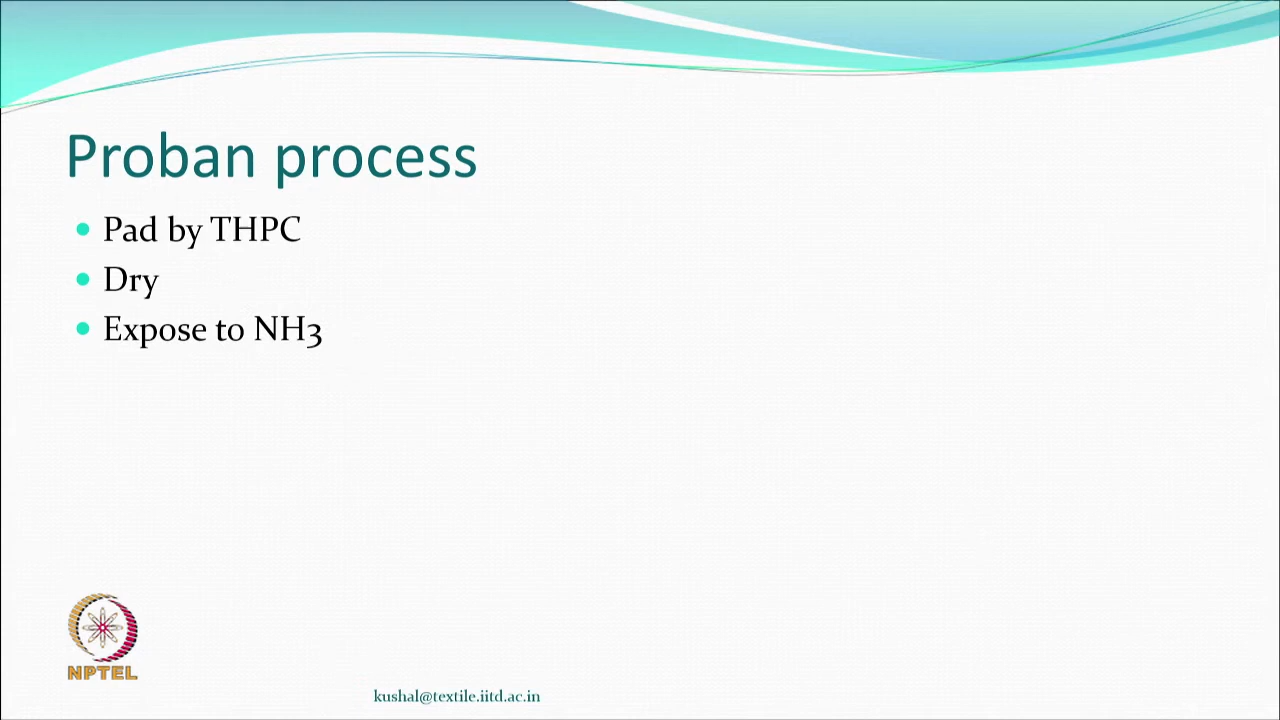 Proban process
Pad by THPC
Dry
Expose to NH3
NPTEL
kushal@textile.iitd.ac.in